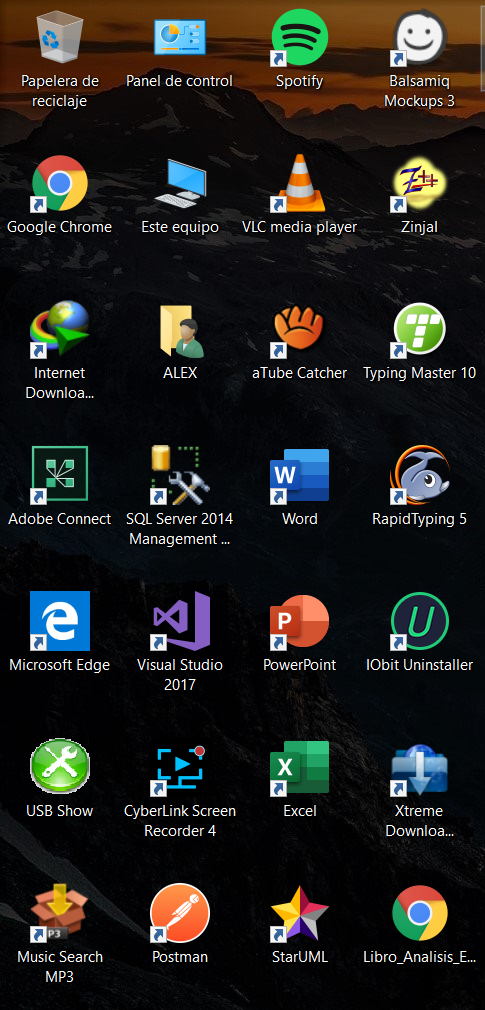 Papelera de
reciclaje
Panel de control
Spotify
Balsamiq
Mockups 3
Google Chrome
Este equipo
VLC media player
Z++
ZinjaI
Internet
Downloa...
ALEX
aTube Catcher
T
Typing Master 10
Adobe Connect
SQL Server 2014
Management ...
W
Word
RapidTyping 5
Microsoft Edge
Visual Studio
2017
P
PowerPoint
U
IObit Uninstaller
USB Show
CyberLink Screen
Recorder 4
X
Excel
Xtreme
Downloa...
P3
Music Search
MP3
Postman
StarUML
Libro_Analisis_E...